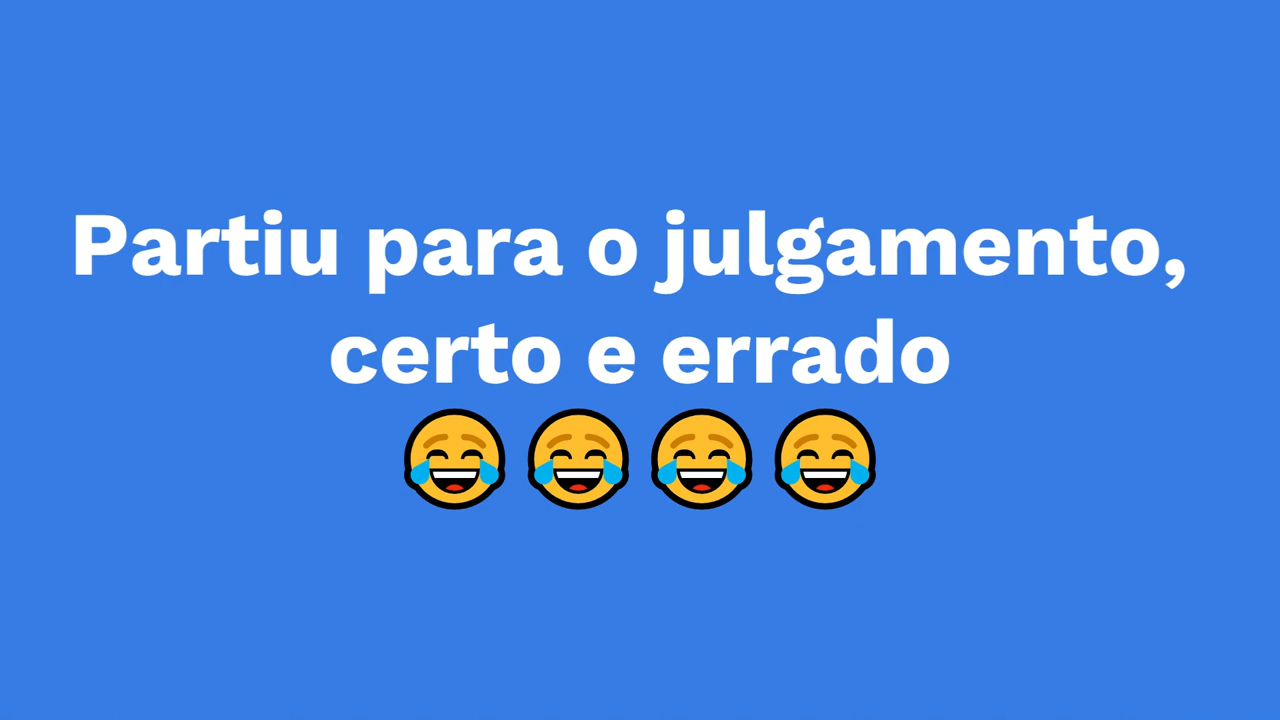 Partiu para o julgamento,
certo e errado
😂😂😂😂